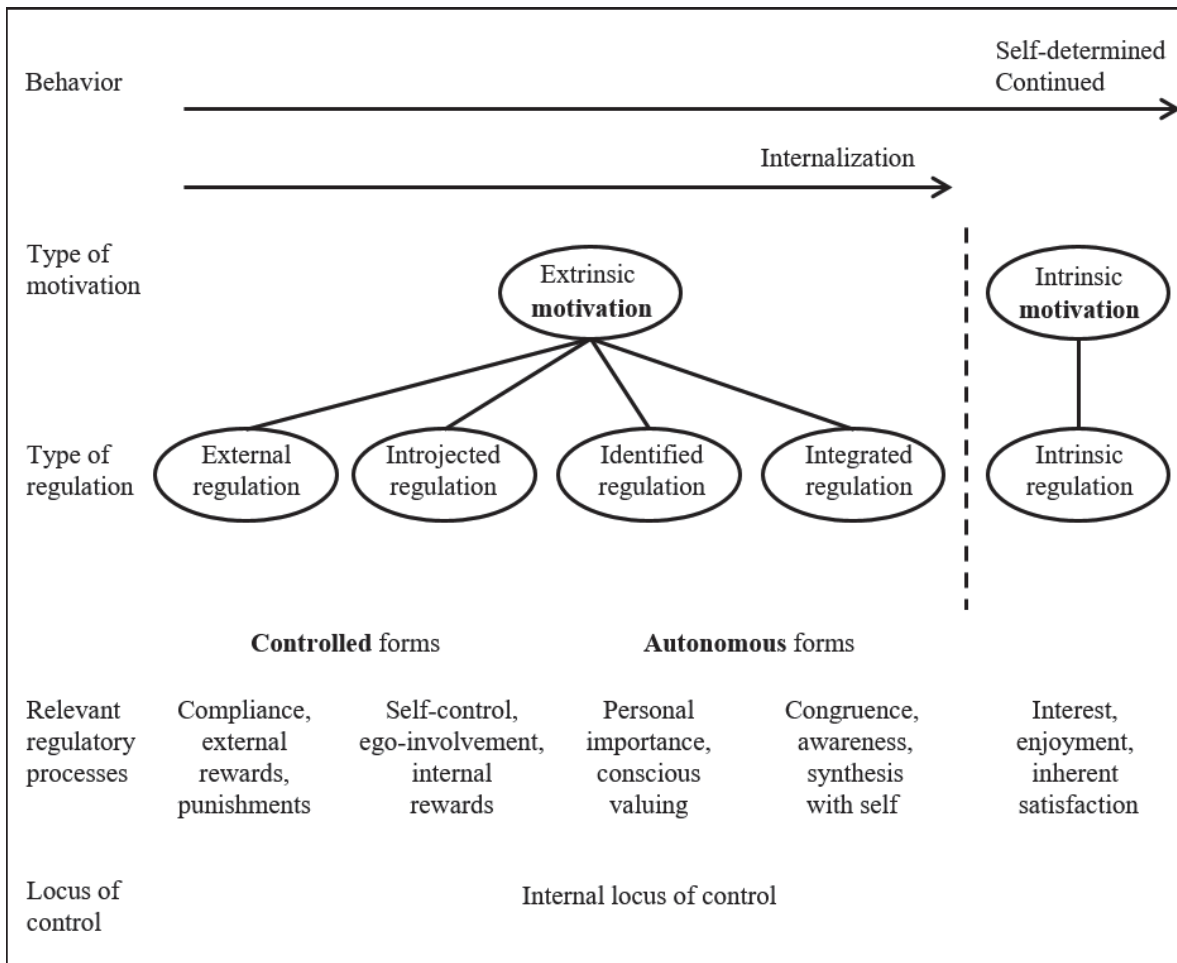 Self-determined
Behavior
Continued
Internalization
Type of
motivation
Extrinsic
motivation
Intrinsic
motivation
Type of
regulation
External
regulation
Introjected
regulation
Identified
regulation
Integrated
regulation
Intrinsic
regulation
Controlled forms
Autonomous forms
Relevant
regulatory
processes
Compliance,
external
rewards,
punishments
Self-control,
ego-involvement,
internal
rewards
Personal
importance,
conscious
valuing
Congruence,
awareness,
synthesis
with self
Interest,
enjoyment,
inherent
satisfaction
Locus of
control
Internal locus of control